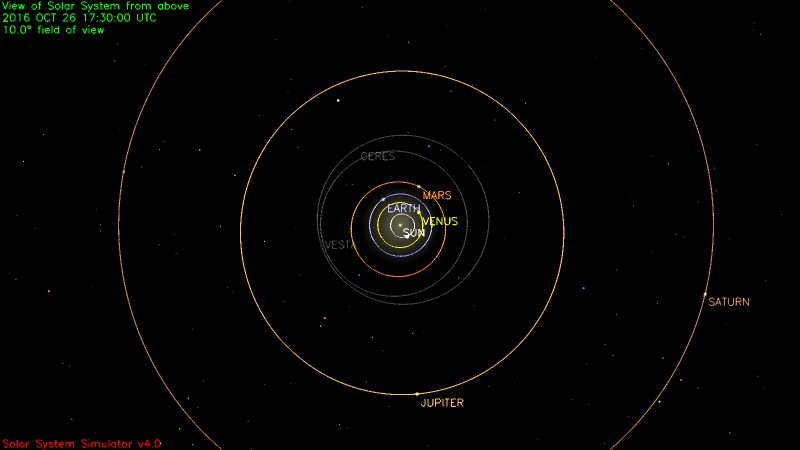 View of Solar System from above
2016 OCT 26 17:30:00 UTC
10.0° field of view
CERES
MARS
EARTH
VENUS
SUN
VESTA
SATURN
JUPITER
Solar System Simulator v4.0